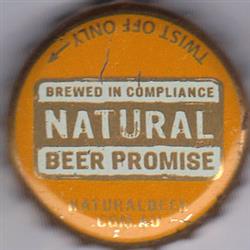 TWIST OFF ONLY
BREWED IN COMPLIANCE
NATURAL
BEER PROMISE
NATURALBEER
.COM.AU